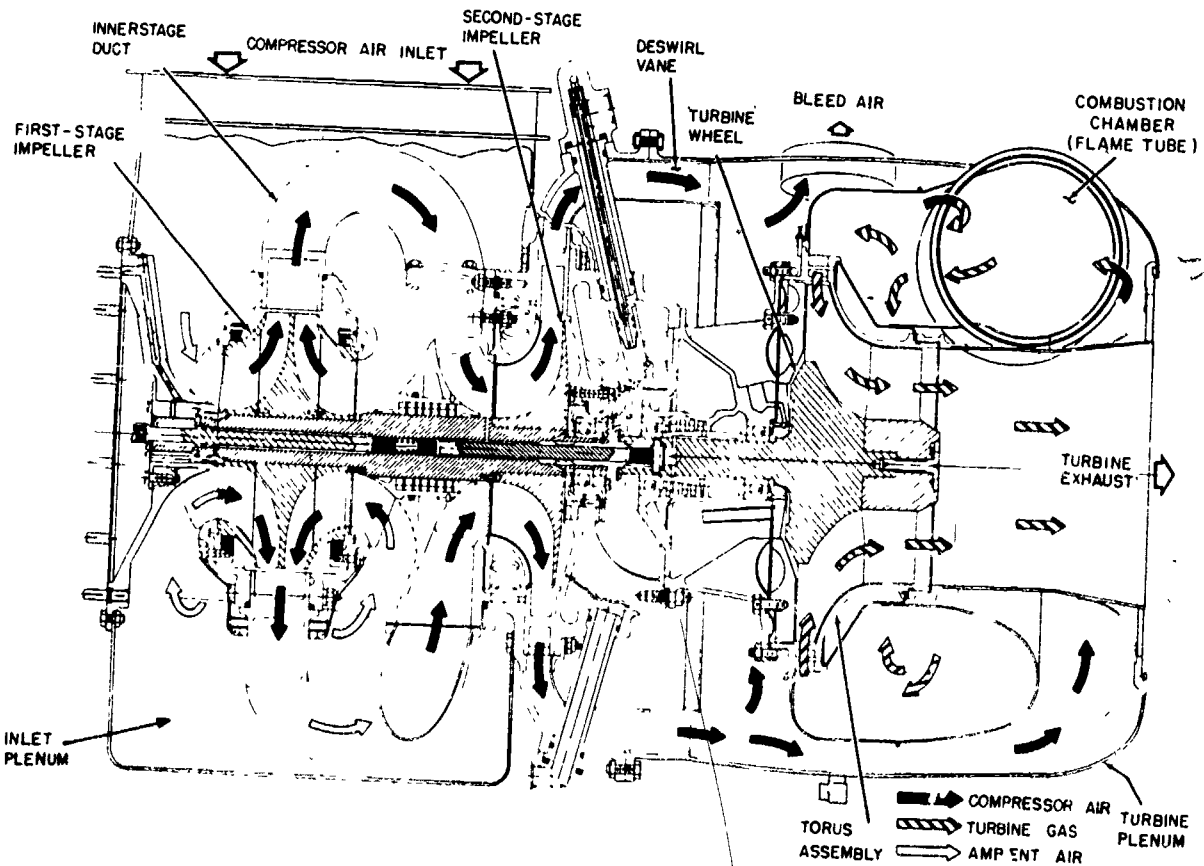 INNERSTAGE
DUCT
COMPRESSOR AIR INLET
SECOND-STAGE
IMPELLER
DESWIRL
VANE
BLEED AIR
COMBUSTION
CHAMBER
(FLAME TUBE)
FIRST-STAGE
IMPELLER
TURBINE
WHEEL
TURBINE
EXHAUST
INLET
PLENUM
TORUS
ASSEMBLY
COMPRESSOR AIR
TURBINE GAS
AIR
TURBINE
PLENUM